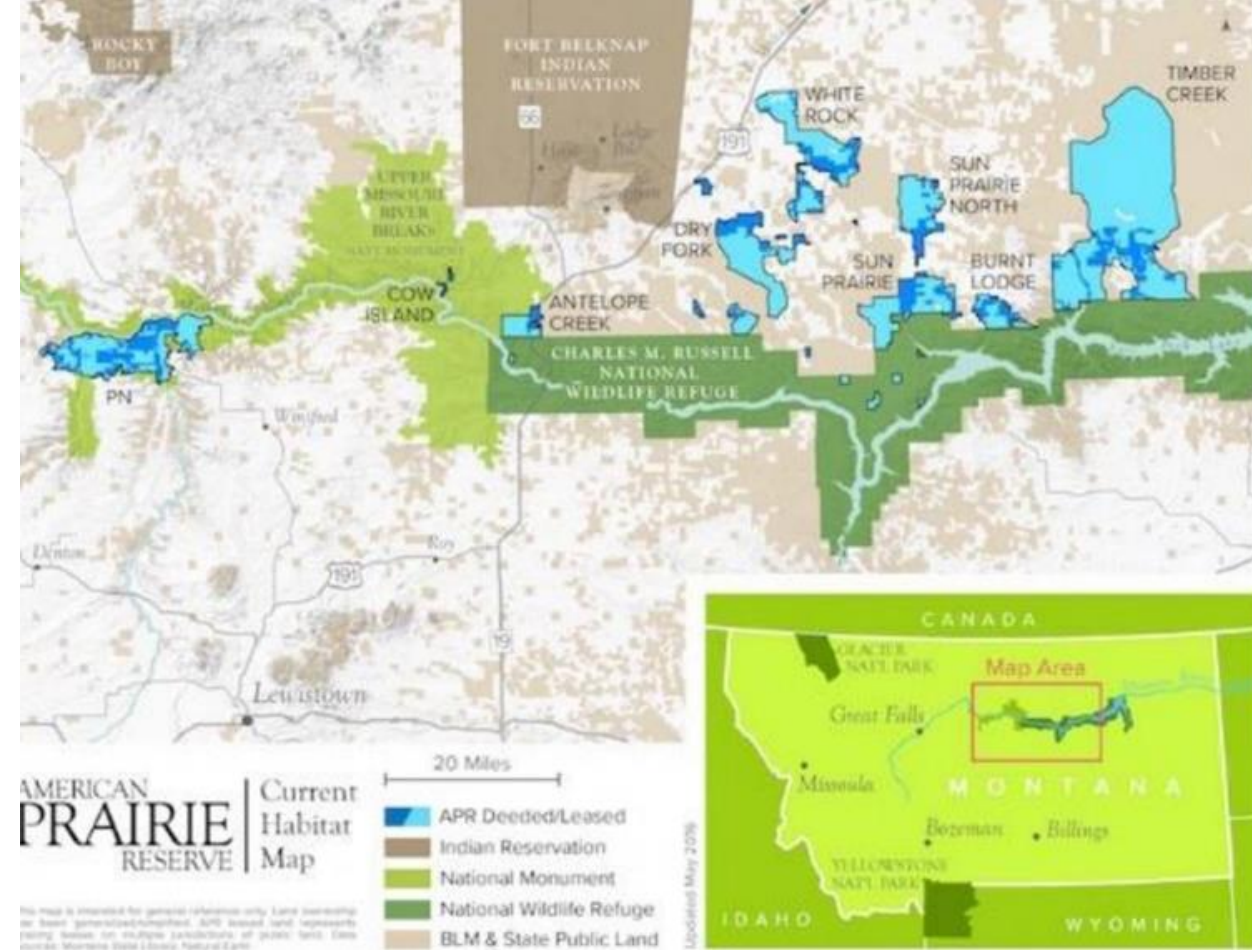 ROCKY
BOY
FORT BELKNAP
INDIAN
RESERVATION
66
191
WHITE
ROCK
TIMBER
CREEK
UPPER
MISSOURI
RIVER
BREAKS
NAT'L MONUMENT
SUN
PRAIRIE
NORTH
DRY
FORK
SUN
PRAIRIE
BURNT
LODGE
COW
ISLAND
ANTELOPE
CREEK
CHARLES M. RUSSELL
NATIONAL
WILDLIFE REFUGE
PN
Winifred
Denton
Roy
191
19
Lewistown
CANADA
GLACIER
NAT'L PARK
Map Area
Great Falls
Missoula
MONTANA
Bozeman
Billings
YELLOWSTONE
NAT'L PARK
IDAHO
WYOMING
AMERICAN
PRAIRIE
RESERVE
Current
Habitat
Map
20 Miles
APR Deeded/Leased
Indian Reservation
National Monument
National Wildlife Refuge
BLM & State Public Land
Updated May 2016